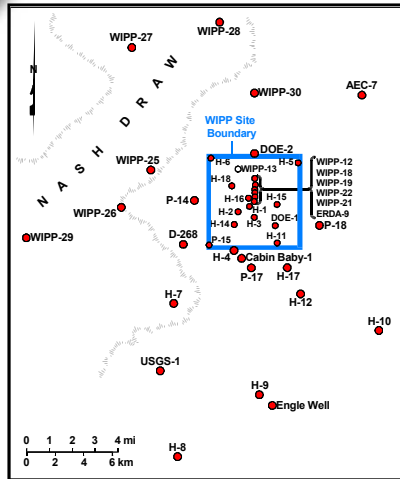 WIPP-28
WIPP-27
N
NASH DRAW
WIPP-30
AEC-7
WIPP Site
Boundary
DOE-2
H-6
H-5
WIPP-12
WIPP-13
WIPP-18
WIPP-25
H-18
WIPP-19
WIPP-22
P-14
H-16
H-15
WIPP-21
WIPP-26
H-2
H-1
ERDA-9
H-14
H-3
DOE-1
P-18
WIPP-29
D-268
P-15
H-11
H-4
Cabin Baby-1
P-17
H-17
H-7
H-12
H-10
USGS-1
H-9
Engle Well
0 1 2 3 4 mi
0 2 4 6 km
H-8